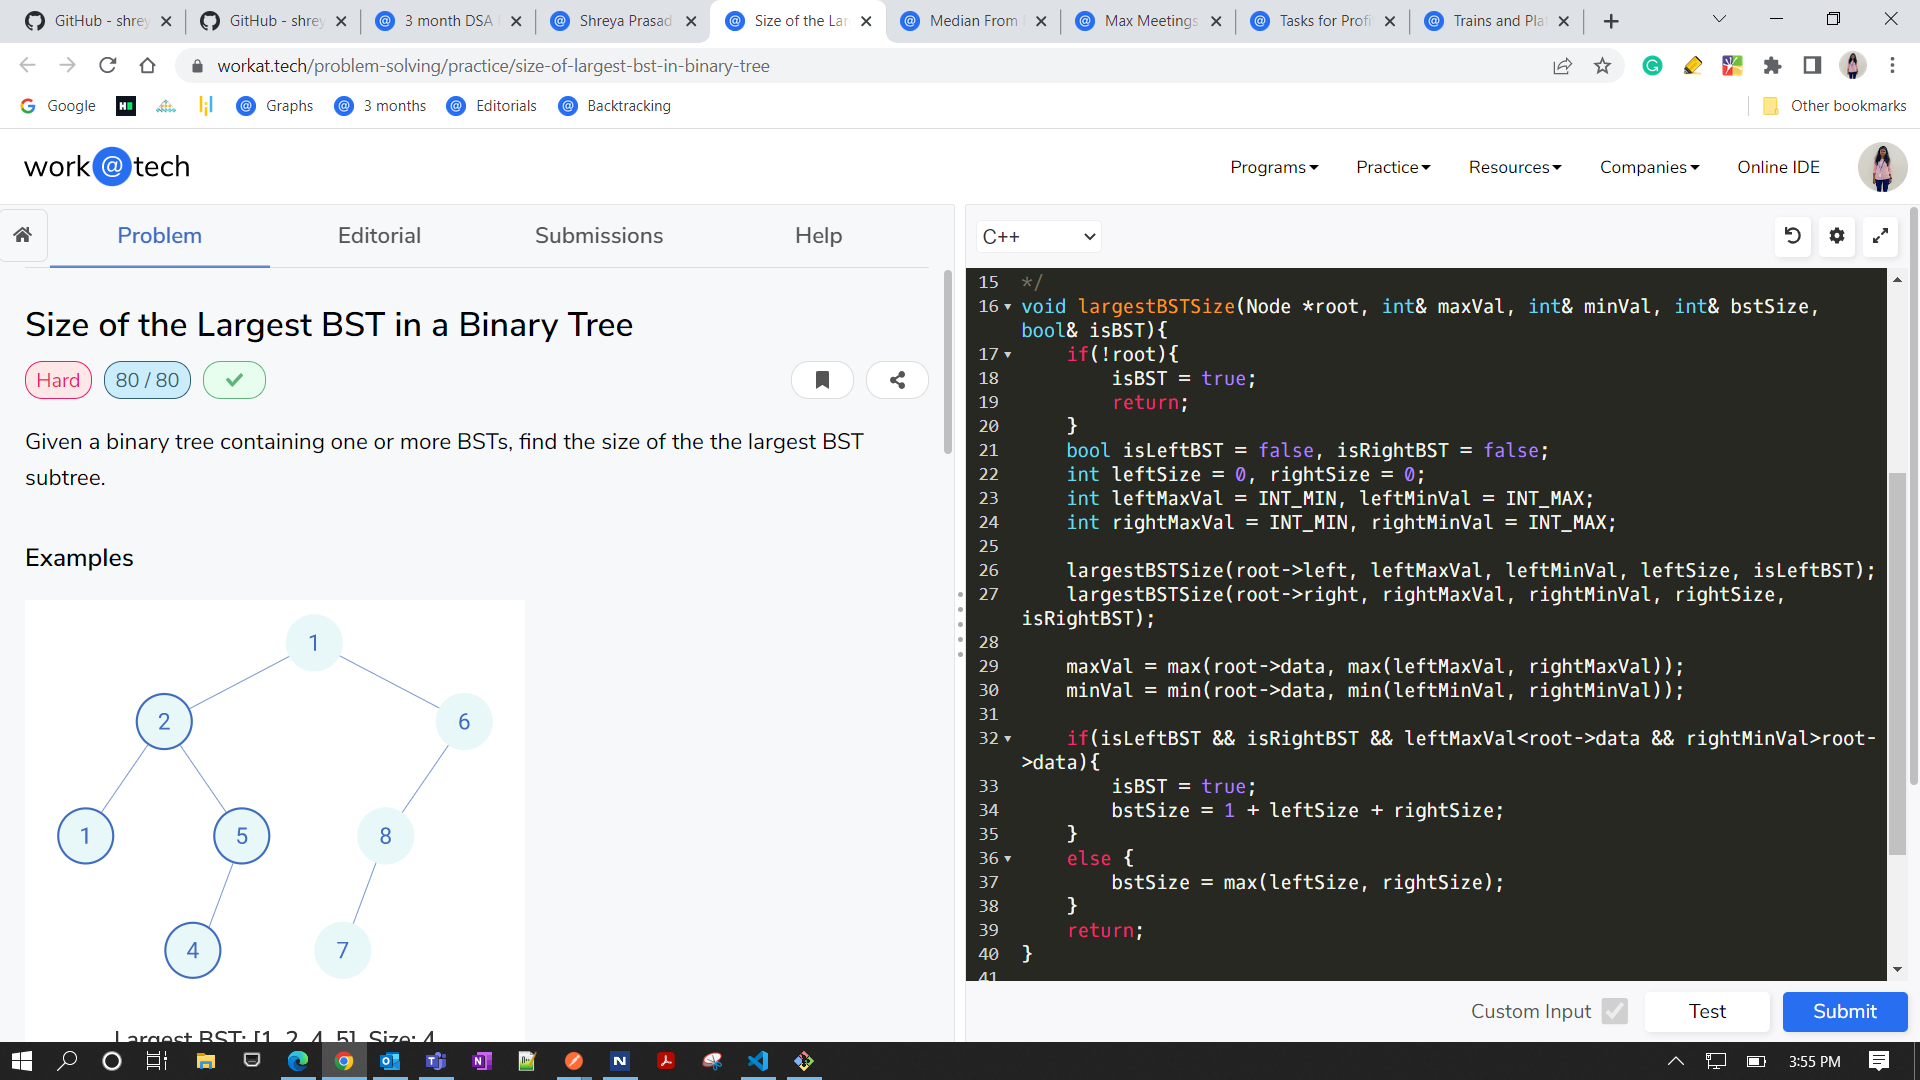 GitHub - shrey
GitHub - shrey
3 month DSA
Shreya Prasad
Size of the Lar
Median From
Max Meetings
Tasks for Profi
Trains and Plat
workat.tech/problem-solving/practice/size-of-largest-bst-in-binary-tree
Google
Graphs
3 months
Editorials
Backtracking
Other bookmarks
work@tech
Programs
Practice
Resources
Companies
Online IDE
Problem
Editorial
Submissions
Help
C++
Size of the Largest BST in a Binary Tree
Hard
80 / 80
Given a binary tree containing one or more BSTs, find the size of the the largest BST
subtree.
Examples
1
2
6
1
5
8
4
7
Largest BST: [1, 2, 4, 5], Size: 4
15 */
16 void largestBSTSize(Node *root, int& maxVal, int& minVal, int& bstSize,
bool& isBST){
17 if(!root){
18 isBST = true;
19 return;
20 }
21 bool isLeftBST = false, isRightBST = false;
22 int leftSize = 0, rightSize = 0;
23 int leftMaxVal = INT_MIN, leftMinVal = INT_MAX;
24 int rightMaxVal = INT_MIN, rightMinVal = INT_MAX;
25
26 largestBSTSize(root->left, leftMaxVal, leftMinVal, leftSize, isLeftBST);
27 largestBSTSize(root->right, rightMaxVal, rightMinVal, rightSize,
isRightBST);
28
29 maxVal = max(root->data, max(leftMaxVal, rightMaxVal));
30 minVal = min(root->data, min(leftMinVal, rightMinVal));
31
32 if(isLeftBST && isRightBST && leftMaxVal<root->data && rightMinVal>root-
>data){
33 isBST = true;
34 bstSize = 1 + leftSize + rightSize;
35 }
36 else {
37 bstSize = max(leftSize, rightSize);
38 }
39 return;
40 }
41
Custom Input
Test
Submit
3:55 PM